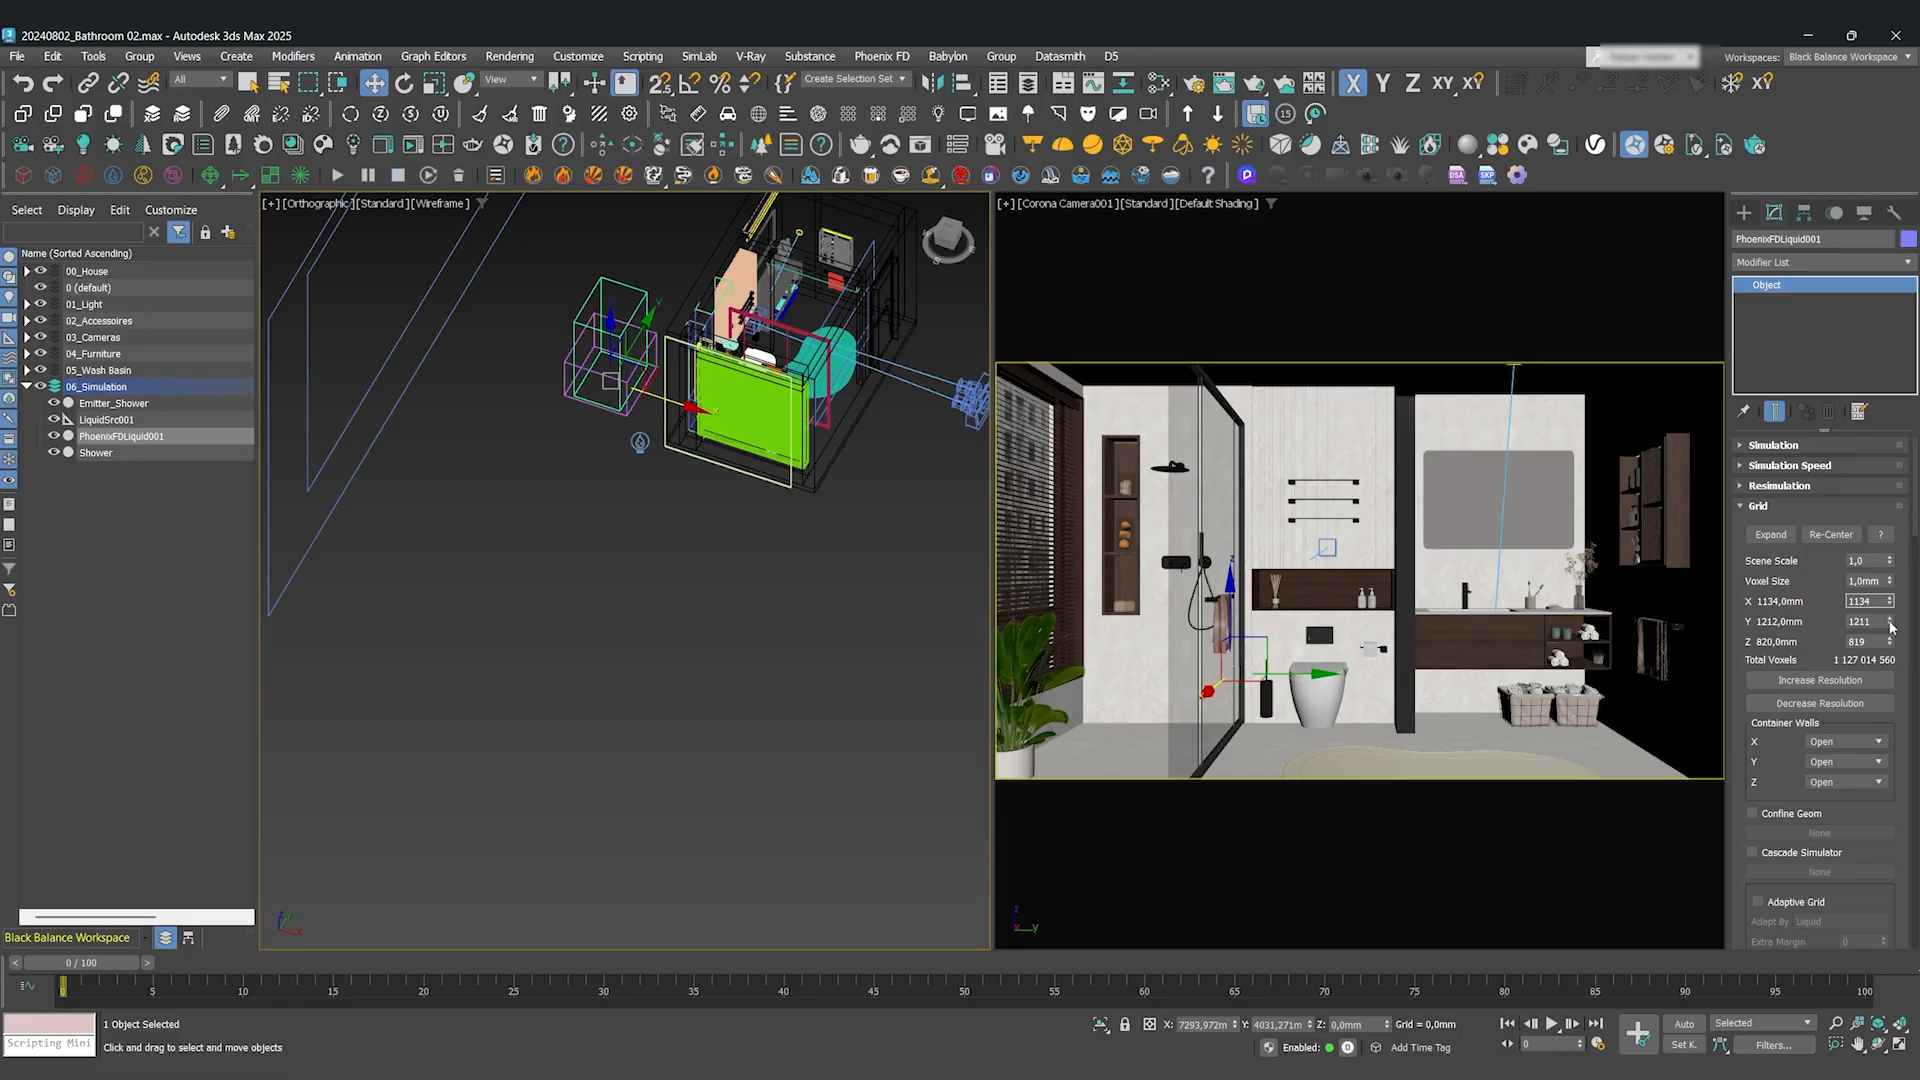 20240802_Bathroom 02.max - Autodesk 3ds Max 2025
File Edit Tools Group Views Create Modifiers Animation Graph Editors Rendering Customize Scripting SimLab V-Ray Substance Phoenix FD Babylon Group Datasmith D5
Workspaces: Black Balance Workspace
All
View
Create Selection Set
X Y Z XY XY
Select Display Edit Customize
Name (Sorted Ascending)
00_House
0 (default)
01_Light
02_Accessoires
03_Cameras
04_Furniture
05_Wash Basin
06_Simulation
Emitter_Shower
LiquidSrc001
PhoenixFDLiquid001
Shower
[+] [Orthographic] [Standard] [Wireframe]
[+] [Corona Camera001] [Standard] [Default Shading]
PhoenixFDLiquid001
Modifier List
Object
Simulation
Simulation Speed
Resimulation
Grid
Expand Re-Center ?
Scene Scale 1,0
Voxel Size 1,0mm
X 1134,0mm 1134
Y 1212,0mm 1211
Z 820,0mm 819
Total Voxels 1 127 014 560
Increase Resolution
Decrease Resolution
Container Walls
X Open
Y Open
Z Open
Confine Geom
None
Cascade Simulator
None
Adaptive Grid
Adapt By Liquid
Extra Margin 0
Black Balance Workspace
0 / 100
0 5 10 15 20 25 30 35 40 45 50 55 60 65 70 75 80 85 90 95 100
Scripting Mini
1 Object Selected
Click and drag to select and move objects
X: 7293,972m Y: 4031,271m Z: 0,0mm Grid = 0,0mm
Enabled: 0 Add Time Tag
0
Auto Selected
Set K. Filters...